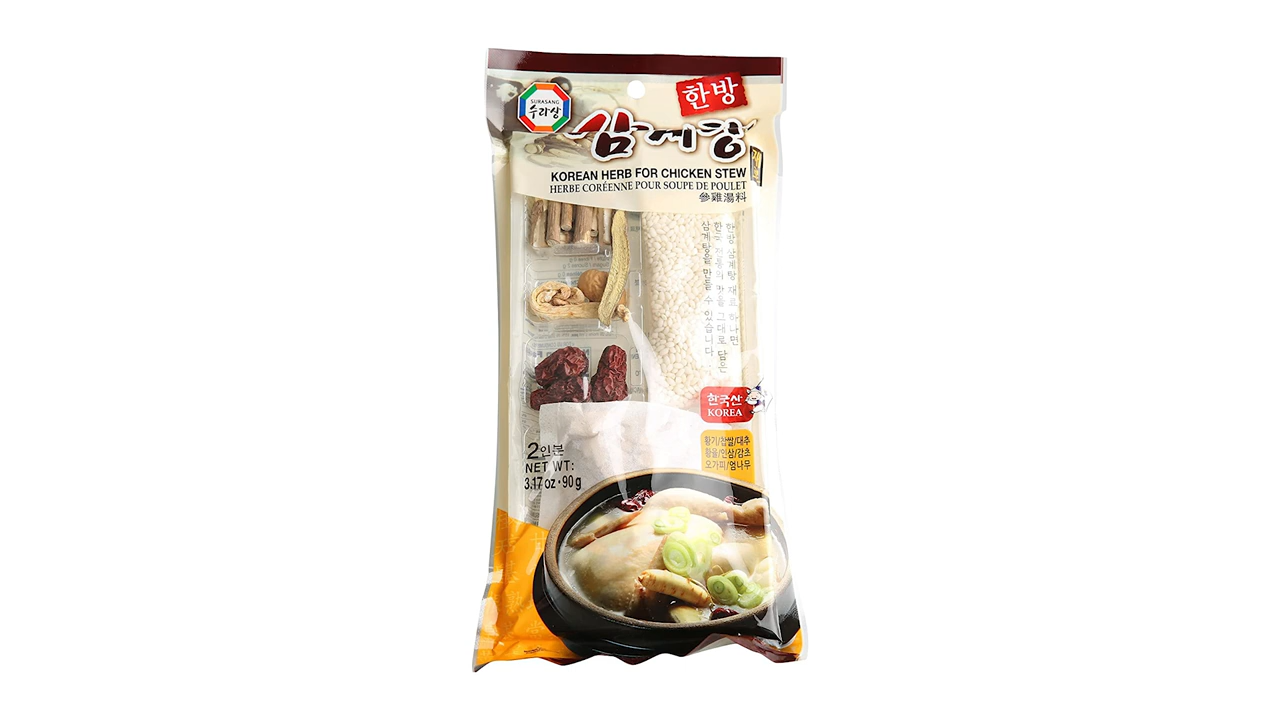 SURASANG
수라상
한방
삼계탕
KOREAN HERB FOR CHICKEN STEW
HERBE CORÉENNE POUR SOUPE DE POULET
參雞湯料
한방 삼계탕 재료 하나면
한국 전통의 맛을 그대로 담은
삼계탕을 만들 수 있습니다
한국산
KOREA
황기/찹쌀/대추
황율/인삼/감초
오가피/엄나무
2인분
NET WT:
3.17 oz • 90g